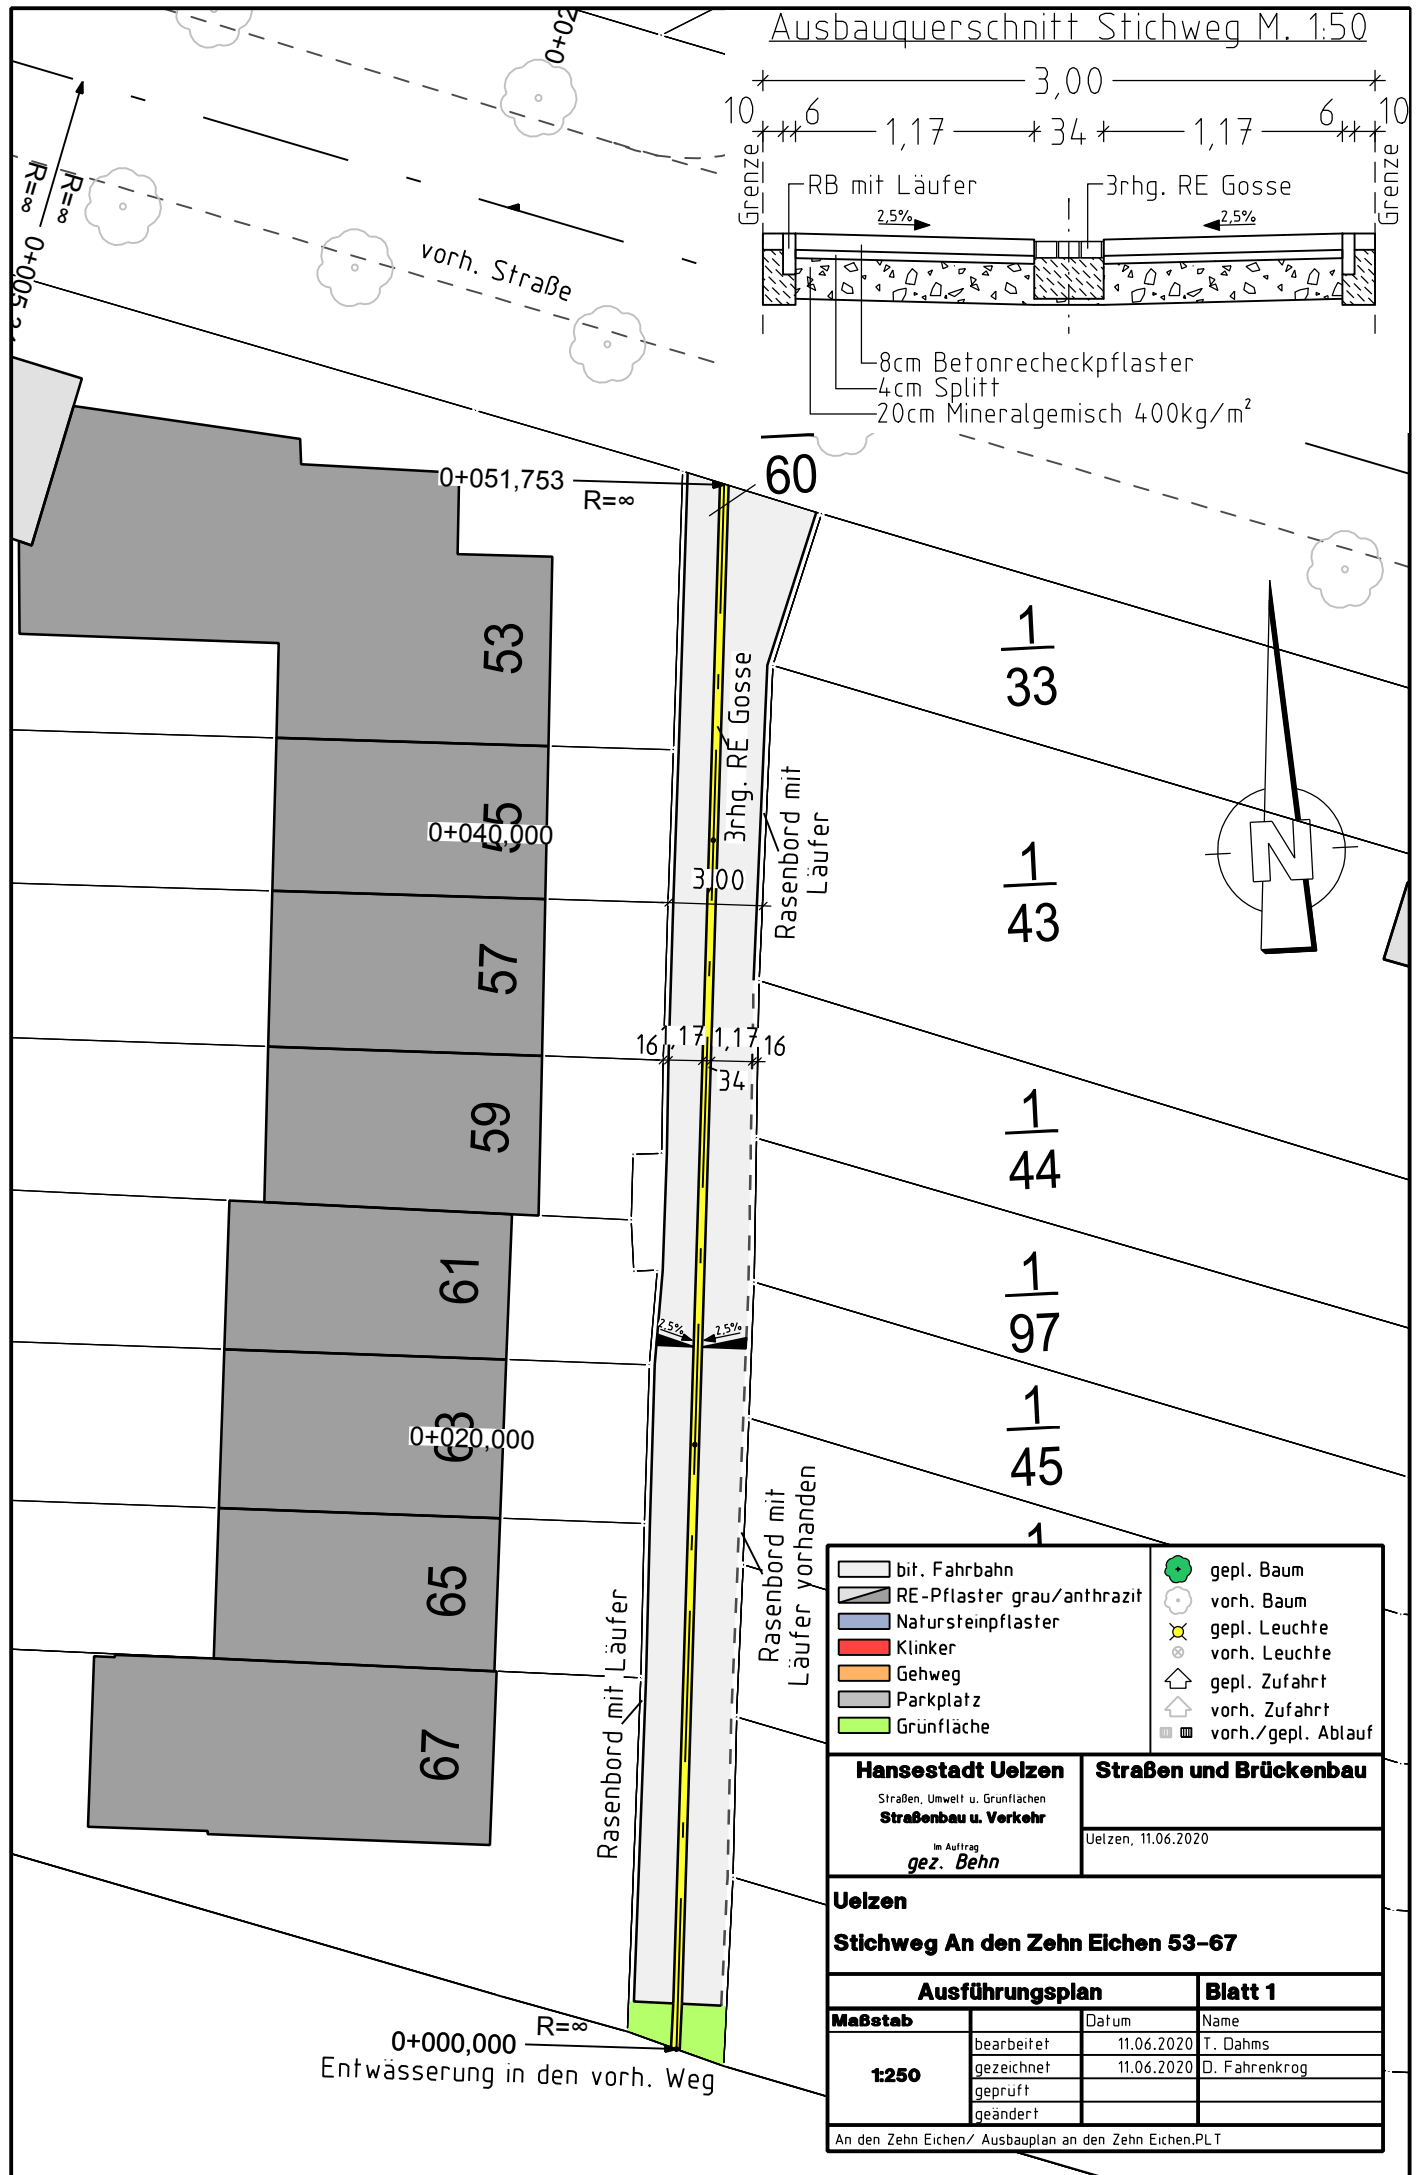 Ausbauquerschnitt Stichweg M. 1:50
3,00
10
6
1,17
34
1,17
6
10
Grenze
Grenze
RB mit Läufer
3rhg. RE Gosse
2,5%
2,5%
8cm Betonrecheckpflaster
4cm Splitt
20cm Mineralgemisch 400kg/m²
0+02
R=∞
R=∞
vorh. Straße
60
0+051,753
R=∞
53
0+040,000
57
59
61
0+020,000
65
67
3rhg. RE Gosse
Rasenbord mit
Läufer
3,00
16
1,17
1,17
16
34
2,5%
2,5%
1
33
1
43
1
44
1
97
1
45
1
N
Rasenbord mit
Läufer vorhanden
Rasenbord mit Läufer
0+000,000
R=∞
Entwässerung in den vorh. Weg
bit. Fahrbahn
RE-Pflaster grau/anthrazit
Natursteinpflaster
Klinker
Gehweg
Parkplatz
Grünfläche
gepl. Baum
vorh. Baum
gepl. Leuchte
vorh. Leuchte
gepl. Zufahrt
vorh. Zufahrt
vorh./gepl. Ablauf
Hansestadt Uelzen
Straßen, Umwelt u. Grünflächen
Straßenbau u. Verkehr
Im Auftrag
gez. Behn
Straßen und Brückenbau
Uelzen, 11.06.2020
Uelzen
Stichweg An den Zehn Eichen 53-67
Ausführungsplan
Blatt 1
Maßstab
Datum
Name
1:250
bearbeitet 11.06.2020 T. Dahms
gezeichnet 11.06.2020 D. Fahrenkrog
geprüft
geändert
An den Zehn Eichen/ Ausbauplan an den Zehn Eichen.PLT